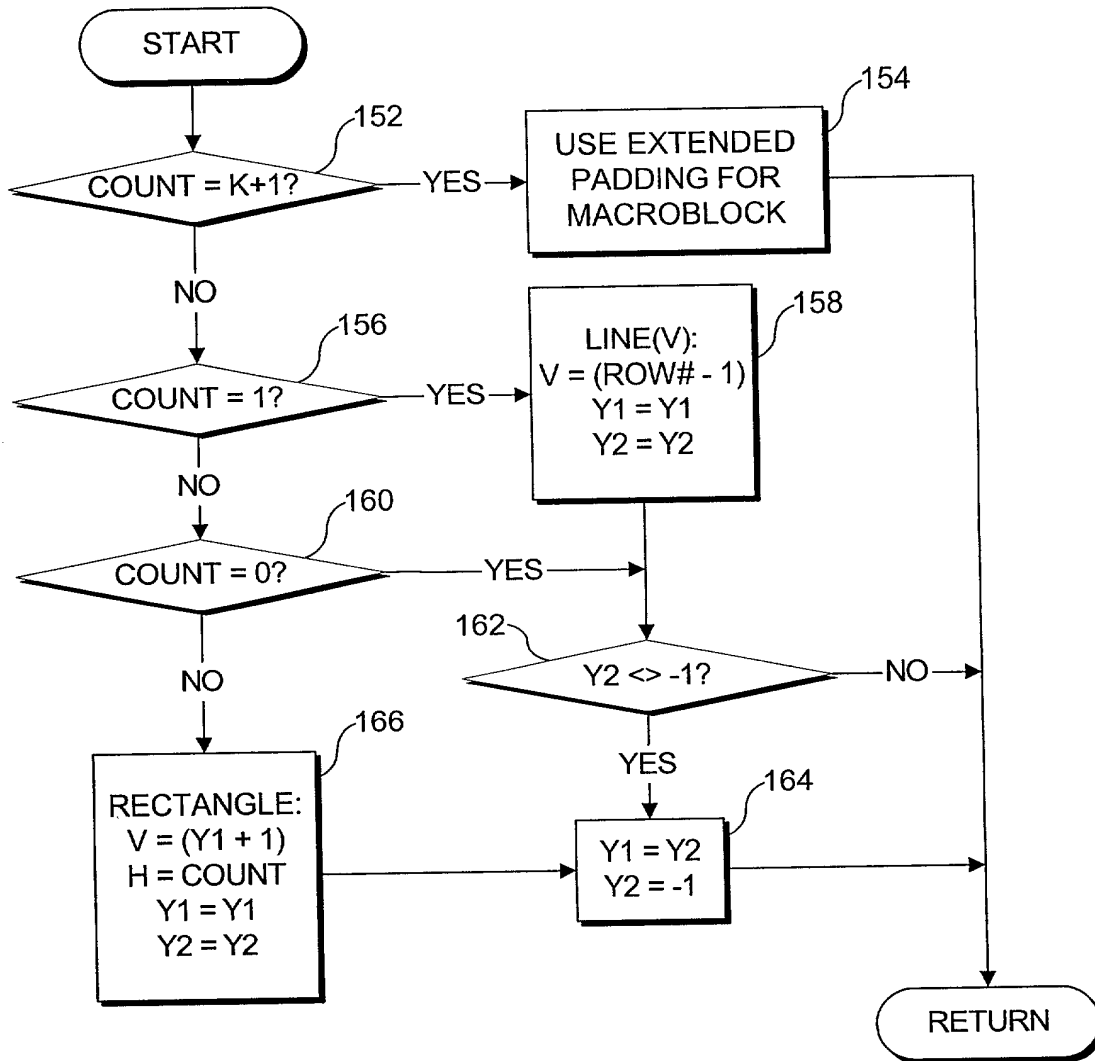 START
152
COUNT = K+1?
YES
154
USE EXTENDED
PADDING FOR
MACROBLOCK
NO
156
COUNT = 1?
YES
158
LINE(V):
V = (ROW# - 1)
Y1 = Y1
Y2 = Y2
NO
160
COUNT = 0?
YES
162
Y2 <> -1?
NO
NO
YES
166
RECTANGLE:
V = (Y1 + 1)
H = COUNT
Y1 = Y1
Y2 = Y2
164
Y1 = Y2
Y2 = -1
RETURN